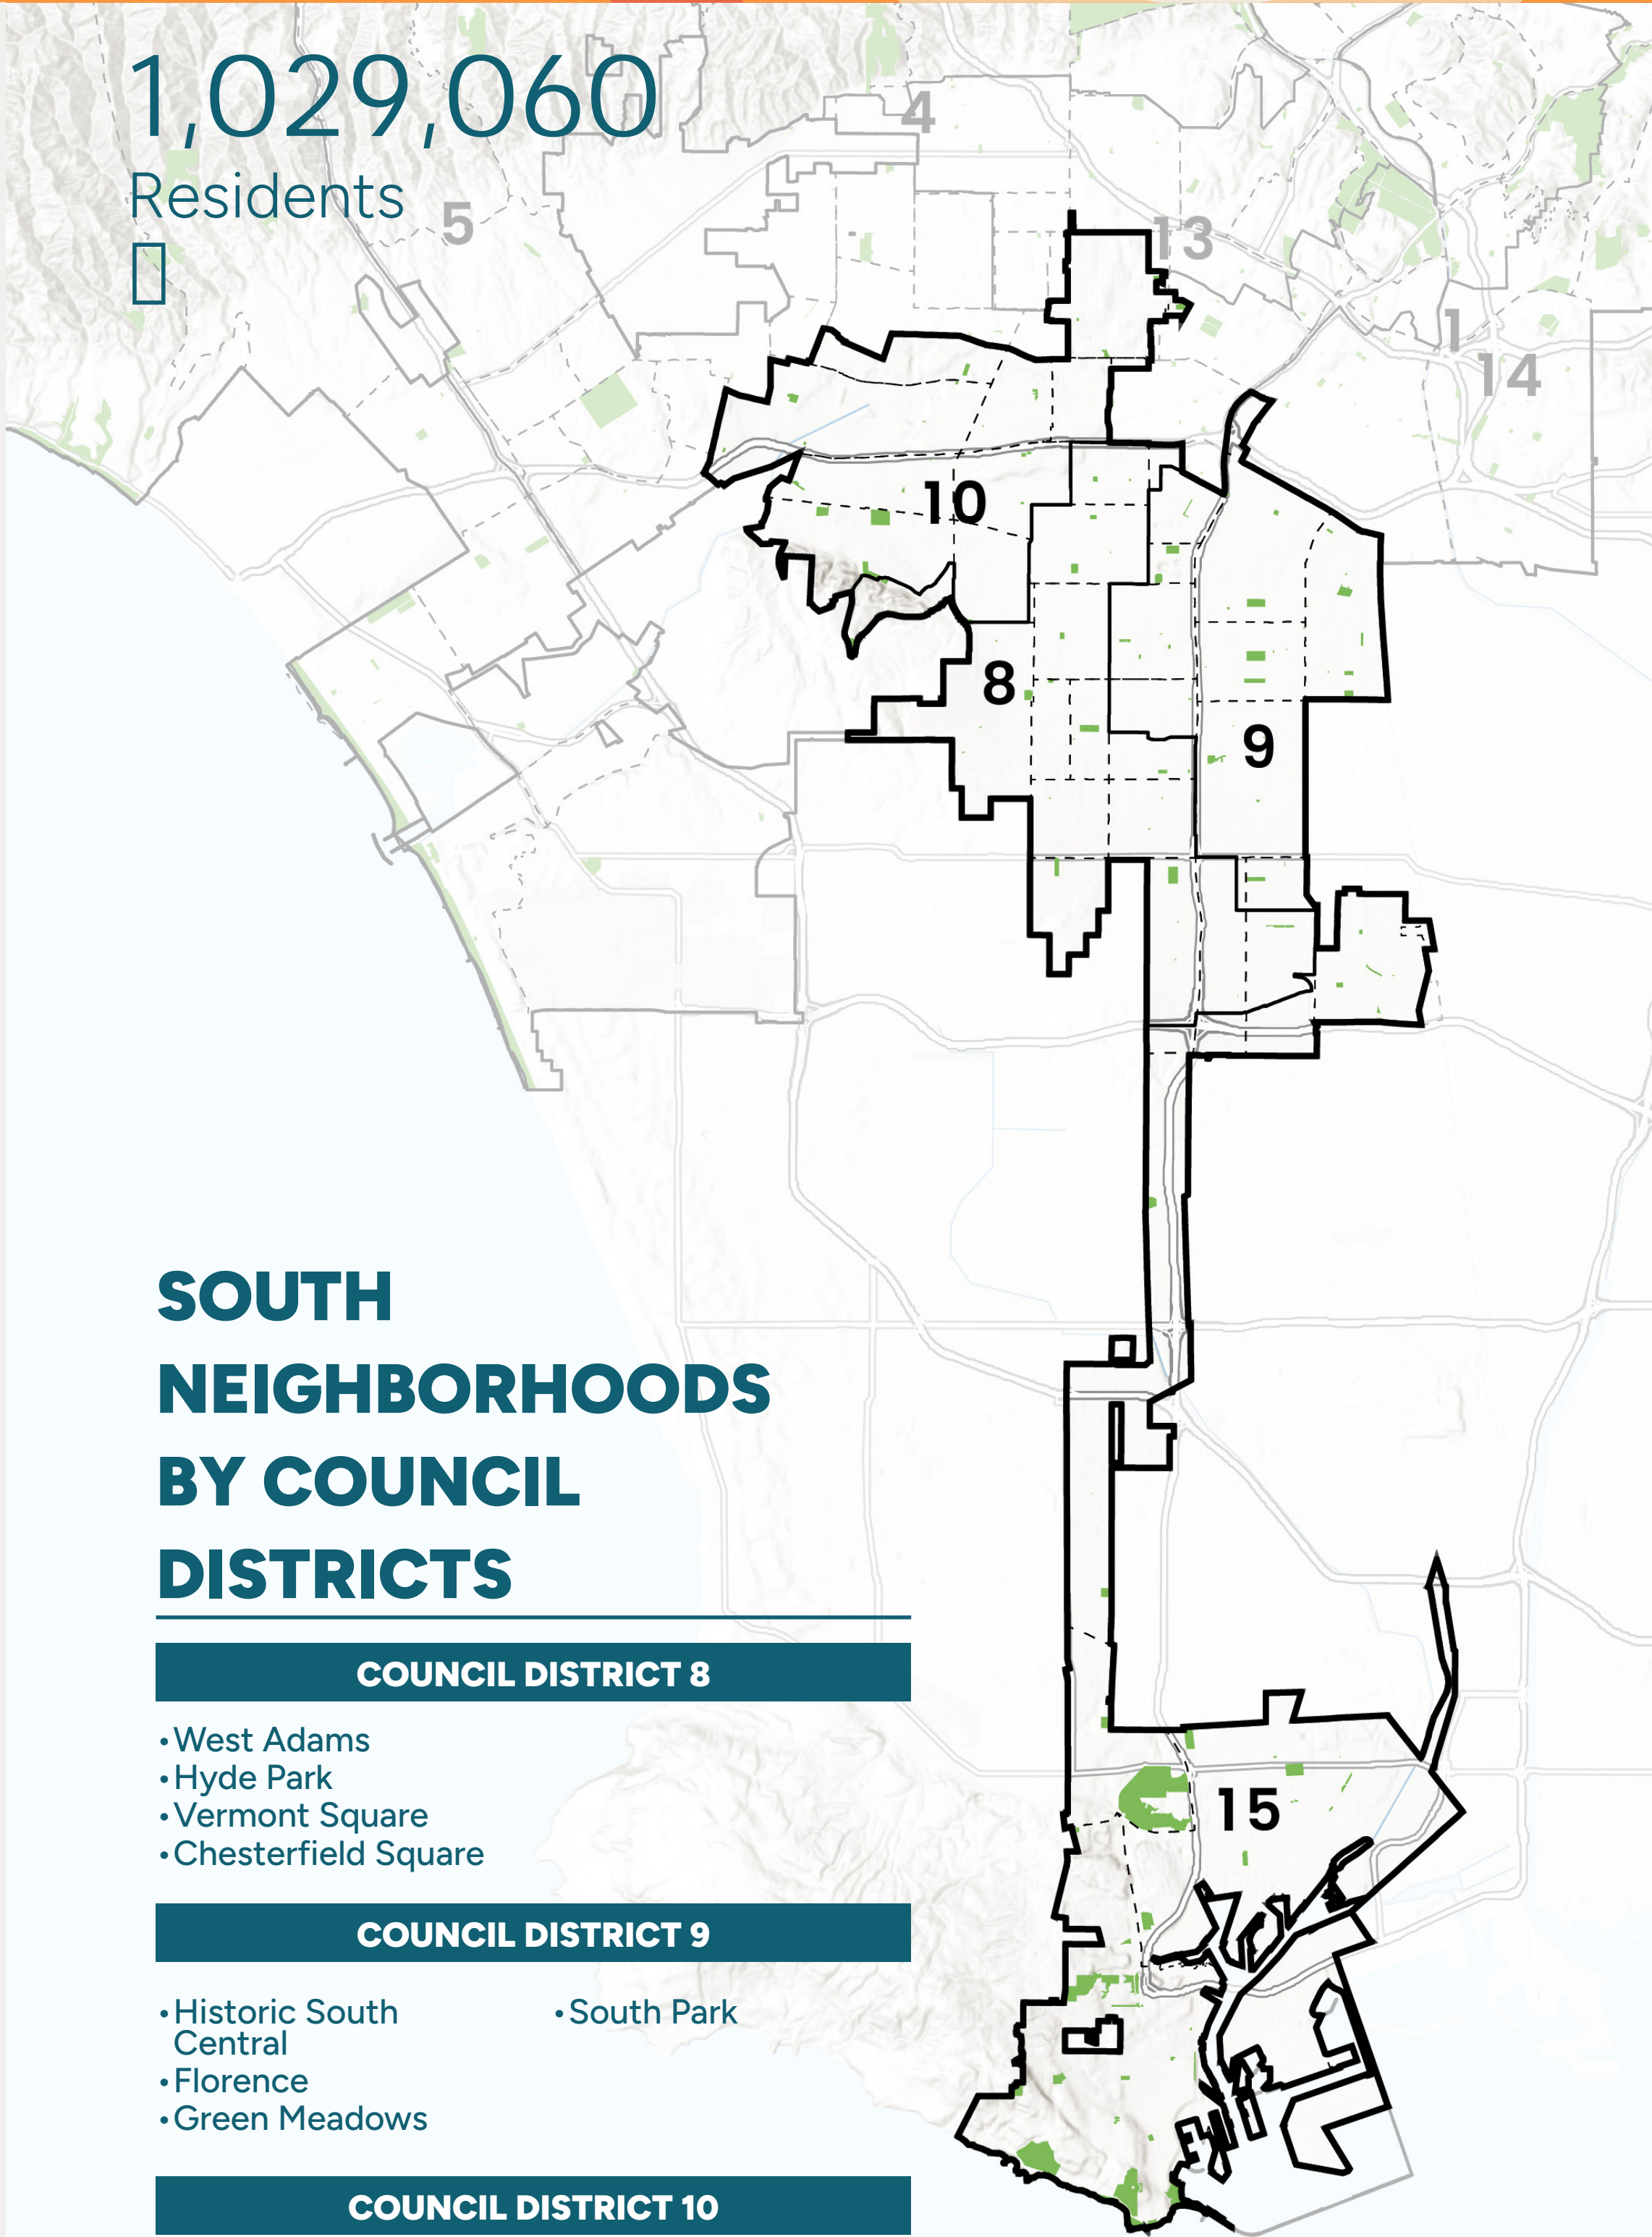 1,029,060
Residents
4
5
13
1
14
10
8
9
15
SOUTH
NEIGHBORHOODS
BY COUNCIL
DISTRICTS
COUNCIL DISTRICT 8
•West Adams
•Hyde Park
•Vermont Square
•Chesterfield Square
COUNCIL DISTRICT 9
•Historic South
Central
•Florence
•Green Meadows
•South Park
COUNCIL DISTRICT 10